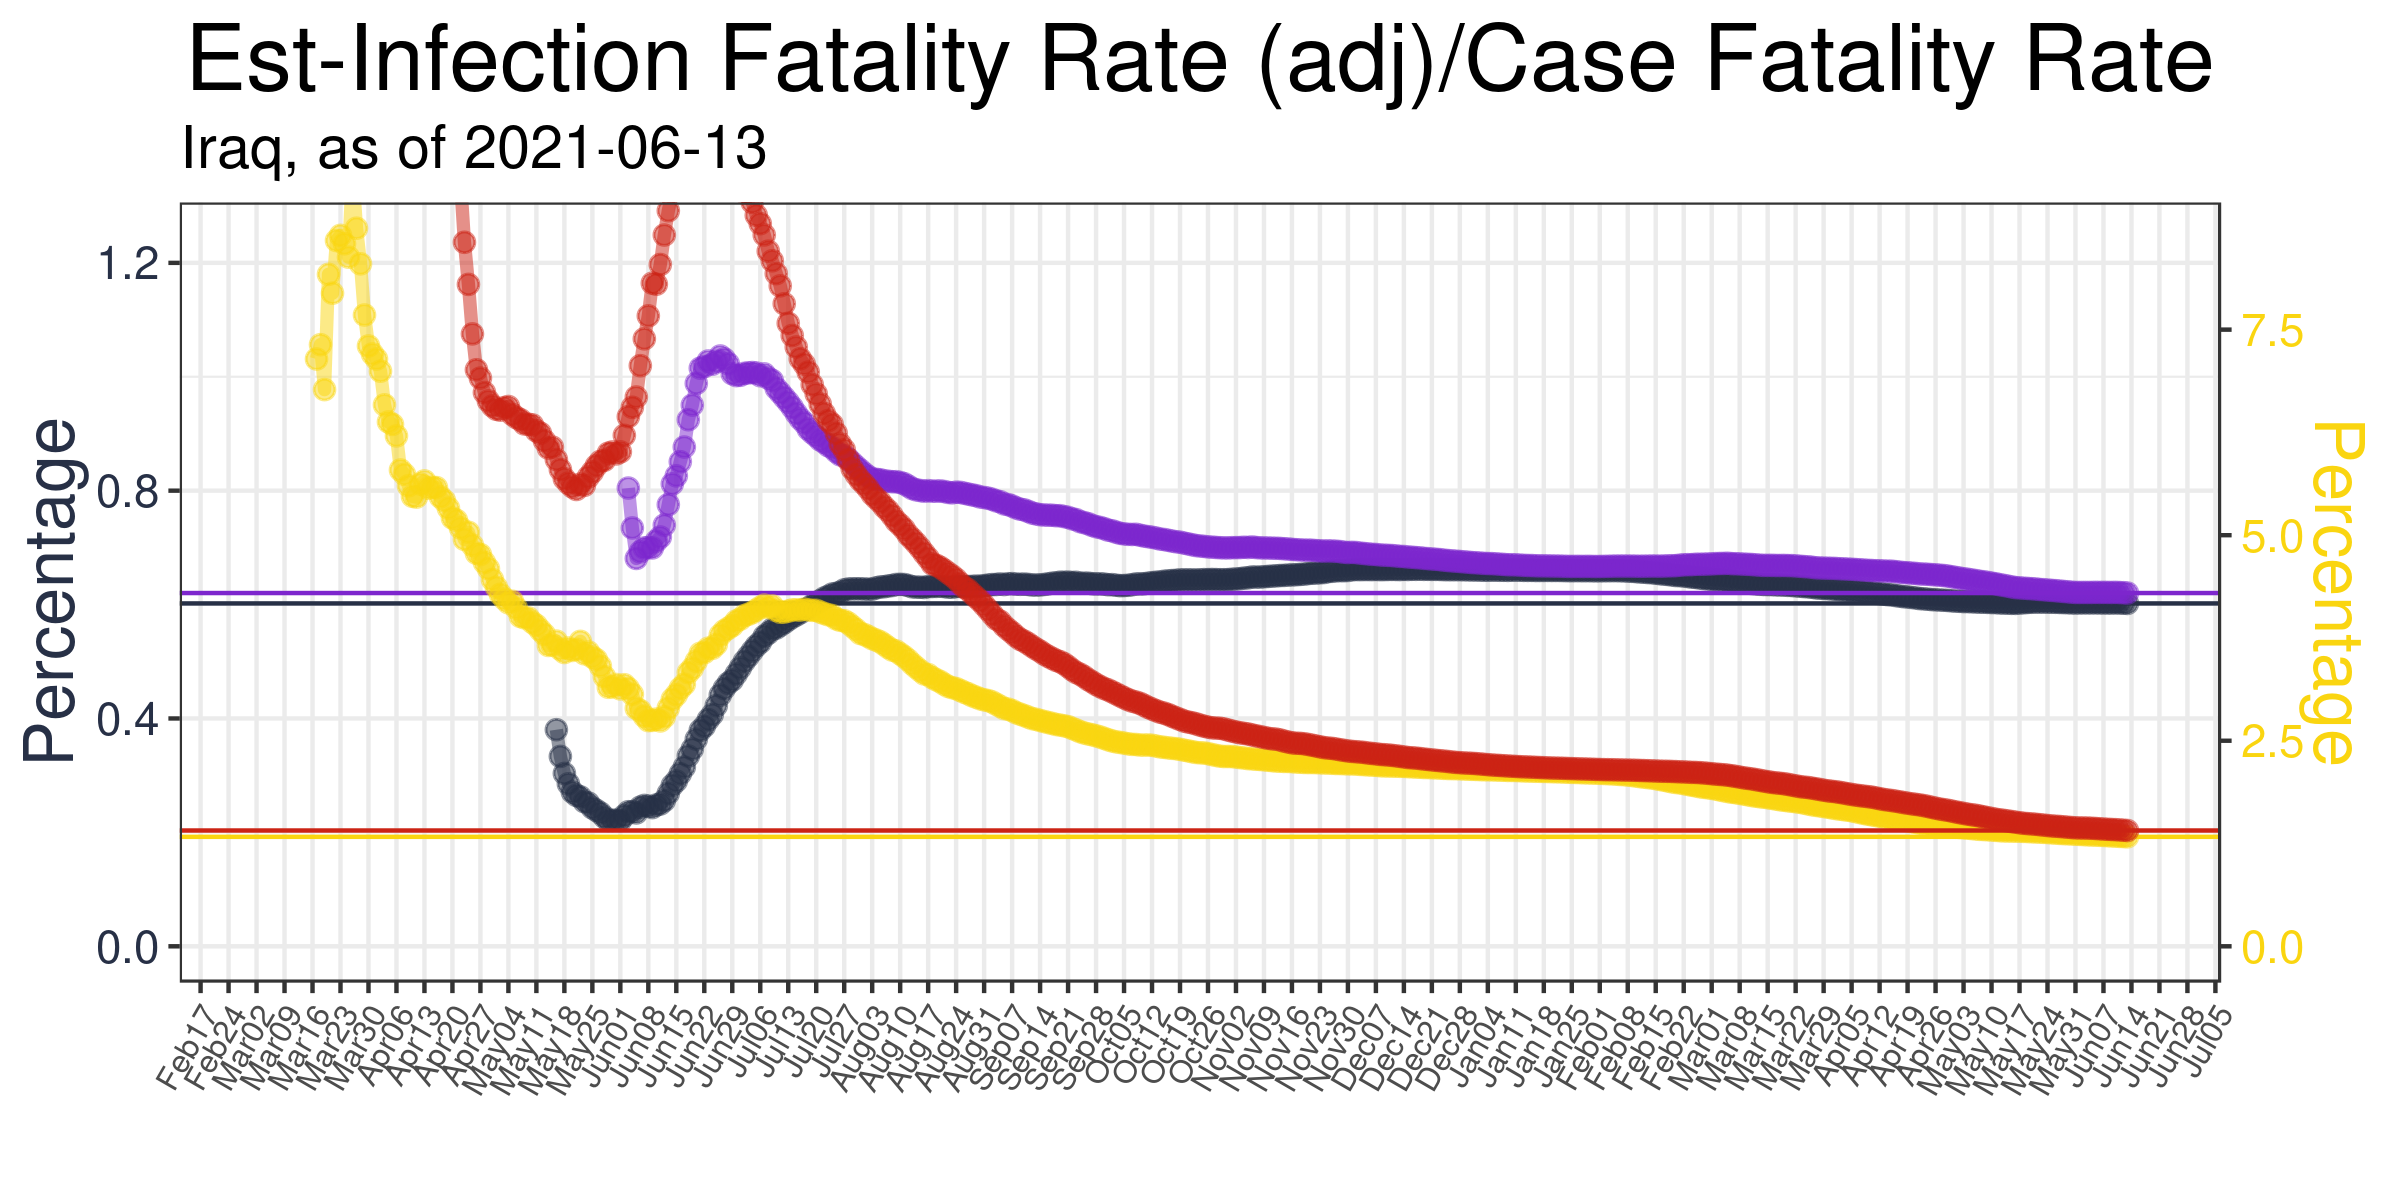 Est-Infection Fatality Rate (adj)/Case Fatality Rate
Iraq, as of 2021-06-13
Percentage
1.2
0.8
0.4
0.0
7.5
5.0
2.5
0.0
Percentage
Feb17
Feb24
Mar02
Mar09
Mar16
Mar23
Mar30
Apr06
Apr13
Apr20
Apr27
May04
May11
May18
May25
Jun01
Jun08
Jun15
Jun22
Jun29
Jul06
Jul13
Jul20
Jul27
Aug03
Aug10
Aug17
Aug24
Aug31
Sep07
Sep14
Sep21
Sep28
Oct05
Oct12
Oct19
Oct26
Nov02
Nov09
Nov16
Nov23
Nov30
Dec07
Dec14
Dec21
Dec28
Jan04
Jan11
Jan18
Jan25
Feb01
Feb08
Feb15
Feb22
Mar01
Mar08
Mar15
Mar22
Mar29
Apr05
Apr12
Apr19
Apr26
May03
May10
May17
May24
May31
Jun07
Jun14
Jun21
Jun28
Jul05